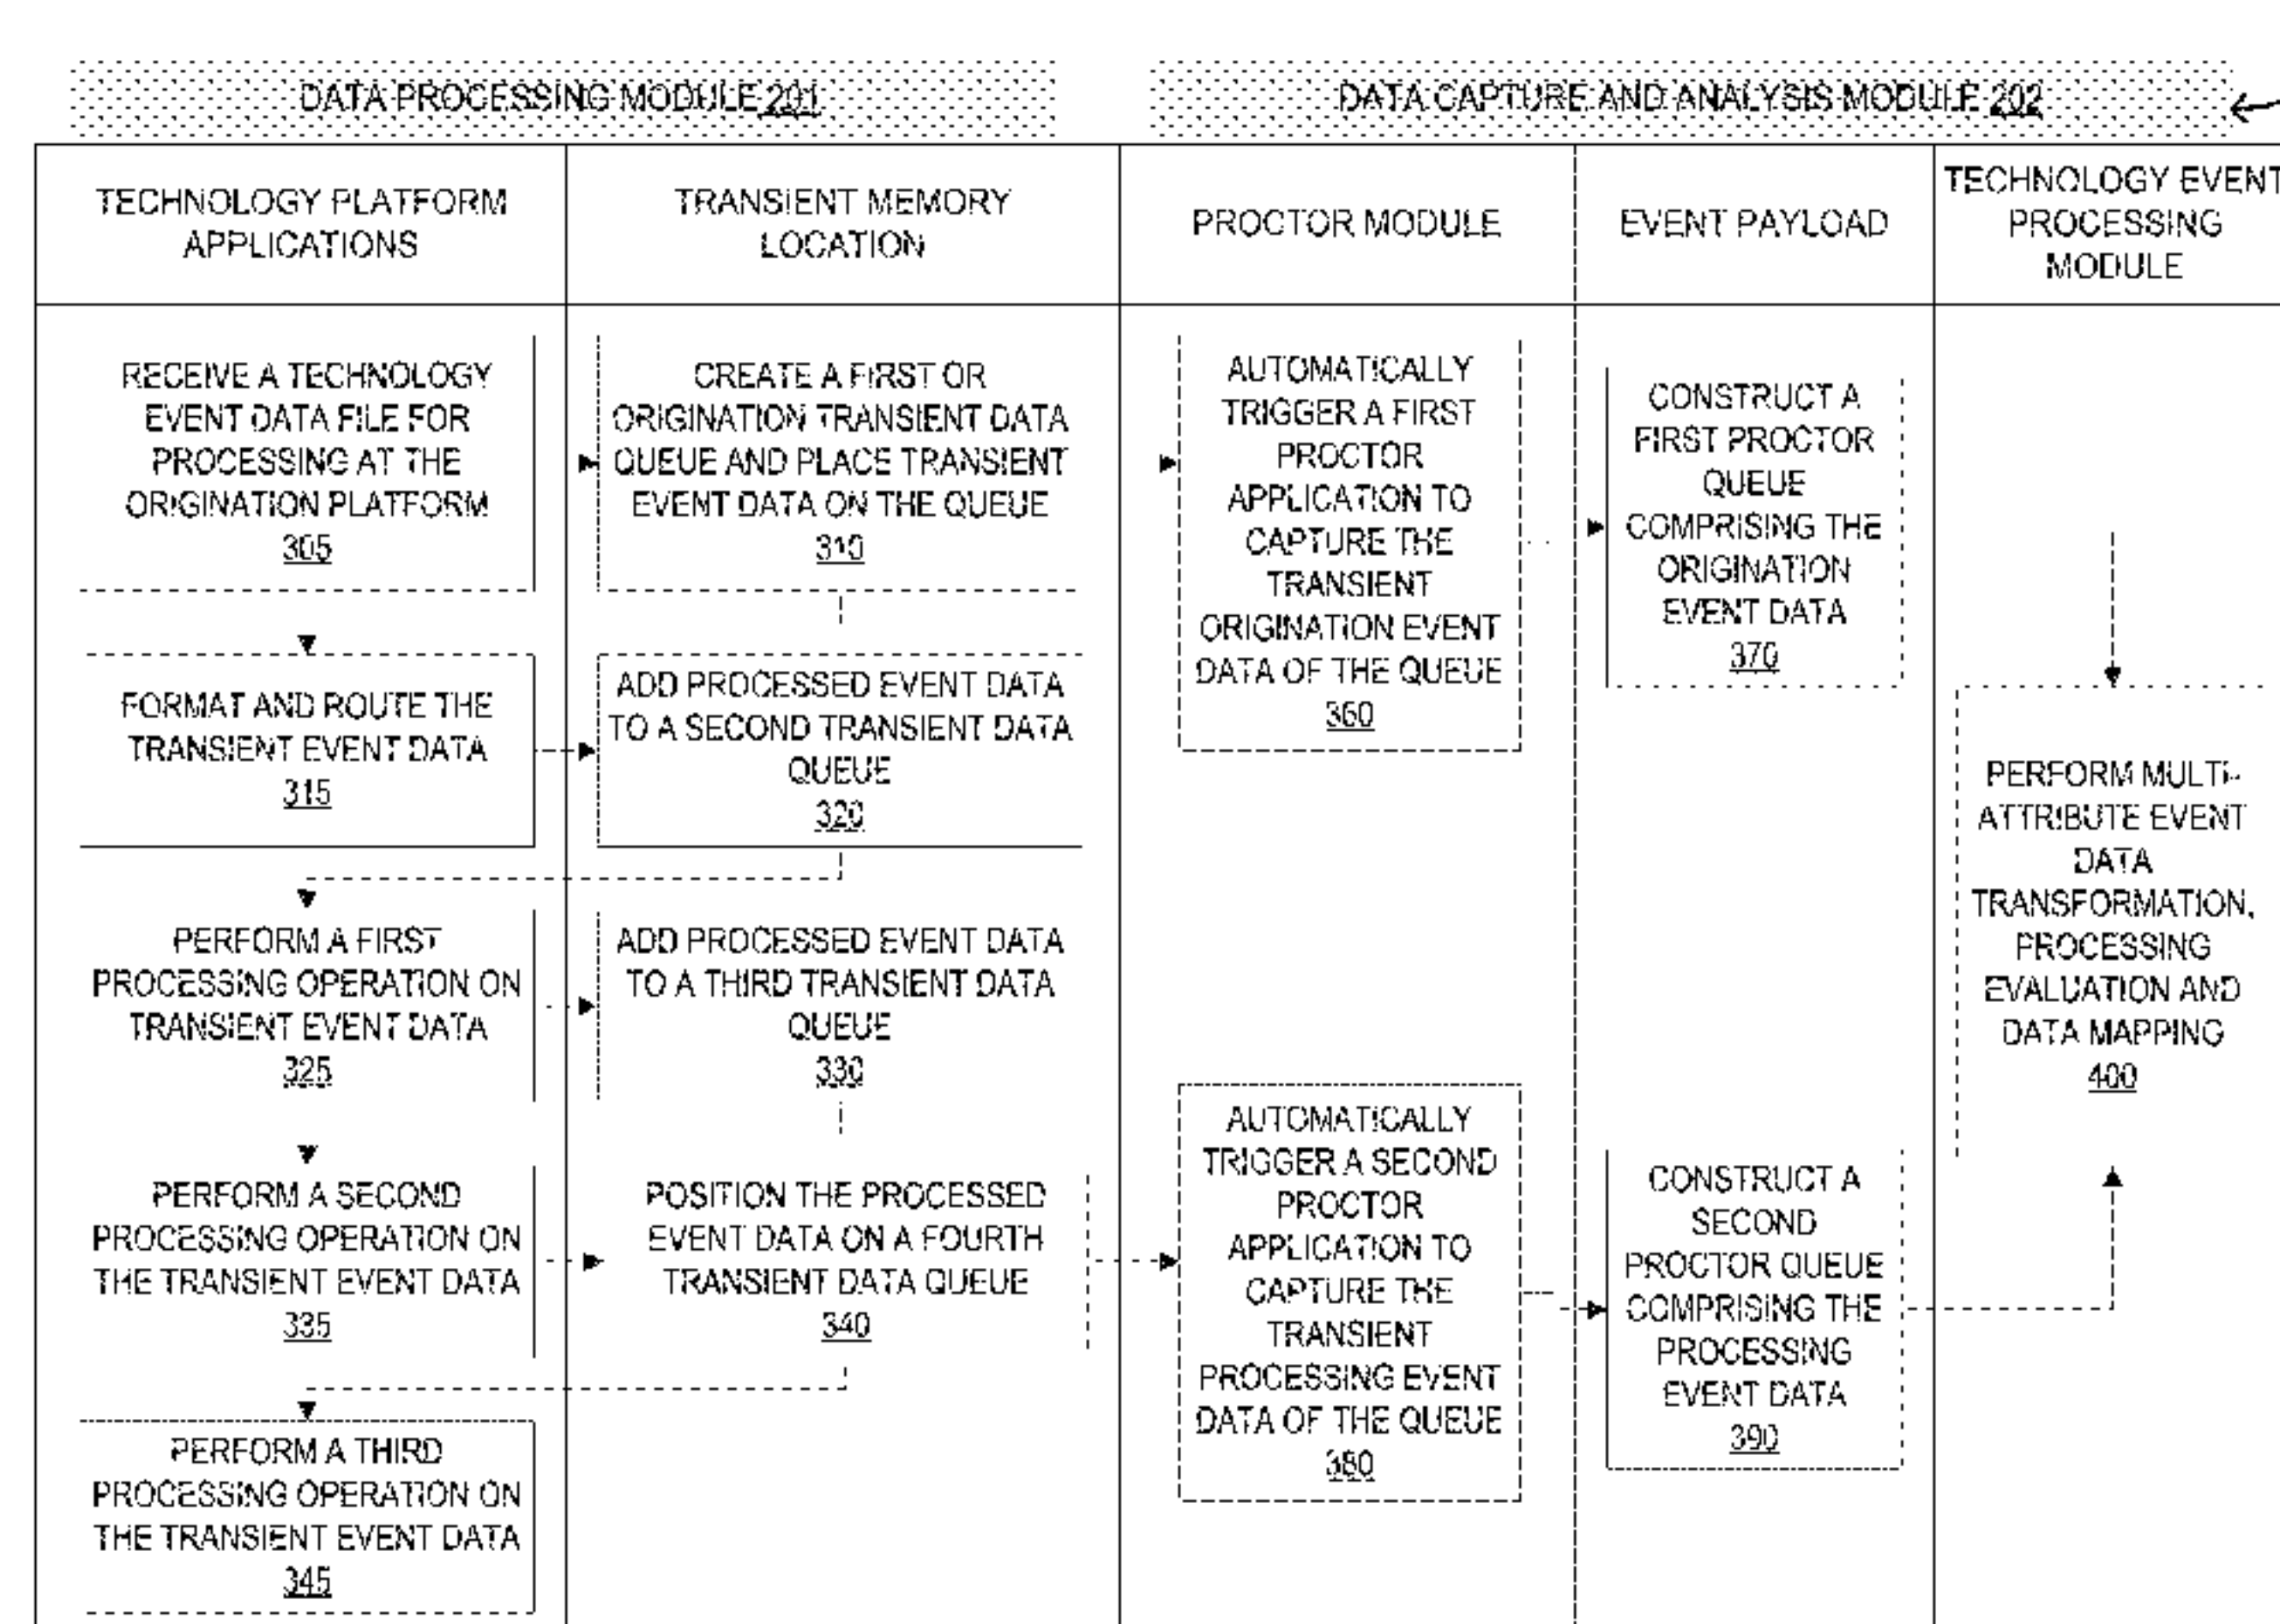 DATA PROCESSING MODULE 201
DATA CAPTURE AND ANALYSIS MODULE 202
TECHNOLOGY PLATFORM
APPLICATIONS
TRANSIENT MEMORY
LOCATION
PROCTOR MODULE
EVENT PAYLOAD
TECHNOLOGY EVENT
PROCESSING
MODULE
RECEIVE A TECHNOLOGY
EVENT DATA FILE FOR
PROCESSING AT THE
ORIGINATION PLATFORM
305
CREATE A FIRST OR
ORIGINATION TRANSIENT DATA
QUEUE AND PLACE TRANSIENT
EVENT DATA ON THE QUEUE
310
AUTOMATICALLY
TRIGGER A FIRST
PROCTOR
APPLICATION TO
CAPTURE THE
TRANSIENT
ORIGINATION EVENT
DATA OF THE QUEUE
360
CONSTRUCT A
FIRST PROCTOR
QUEUE
COMPRISING THE
ORIGINATION
EVENT DATA
370
FORMAT AND ROUTE THE
TRANSIENT EVENT DATA
315
ADD PROCESSED EVENT DATA
TO A SECOND TRANSIENT DATA
QUEUE
320
PERFORM MULTI-
ATTRIBUTE EVENT
DATA
TRANSFORMATION,
PROCESSING
EVALUATION AND
DATA MAPPING
400
PERFORM A FIRST
PROCESSING OPERATION ON
TRANSIENT EVENT DATA
325
ADD PROCESSED EVENT DATA
TO A THIRD TRANSIENT DATA
QUEUE
330
PERFORM A SECOND
PROCESSING OPERATION ON
THE TRANSIENT EVENT DATA
335
POSITION THE PROCESSED
EVENT DATA ON A FOURTH
TRANSIENT DATA QUEUE
340
AUTOMATICALLY
TRIGGER A SECOND
PROCTOR
APPLICATION TO
CAPTURE THE
TRANSIENT
PROCESSING EVENT
DATA OF THE QUEUE
380
CONSTRUCT A
SECOND
PROCTOR QUEUE
COMPRISING THE
PROCESSING
EVENT DATA
390
PERFORM A THIRD
PROCESSING OPERATION ON
THE TRANSIENT EVENT DATA
345